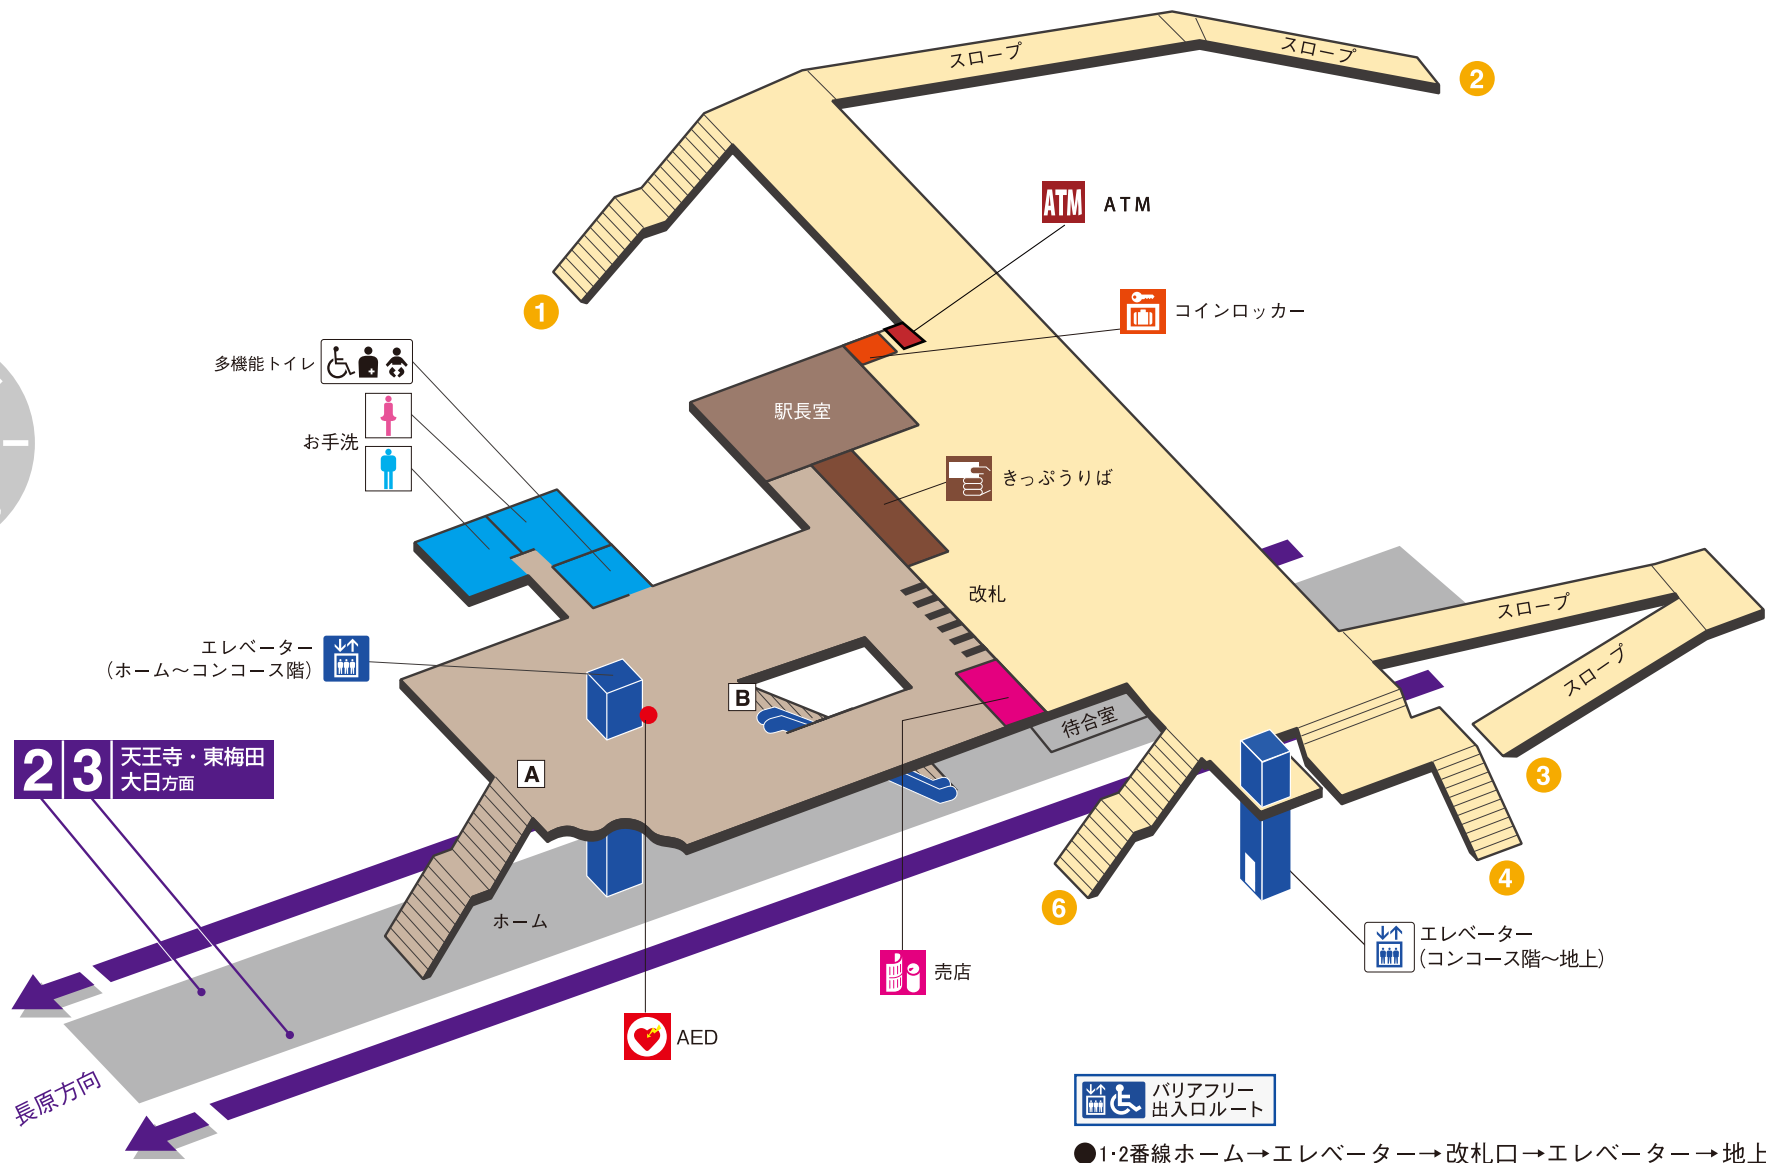 スロープ
スロープ
2
ATM
ATM
1
コインロッカー
多機能トイレ
お手洗
駅長室
きっぷうりば
改札
スロープ
スロープ
エレベーター
(ホーム〜コンコース階)
B
待合室
A
2 3 天王寺・東梅田
大日方面
3
4
6
ホーム
エレベーター
(コンコース階〜地上)
売店
AED
長原方向
バリアフリー
出入口ルート
●1・2番線ホーム→エレベーター→改札口→エレベーター→地上